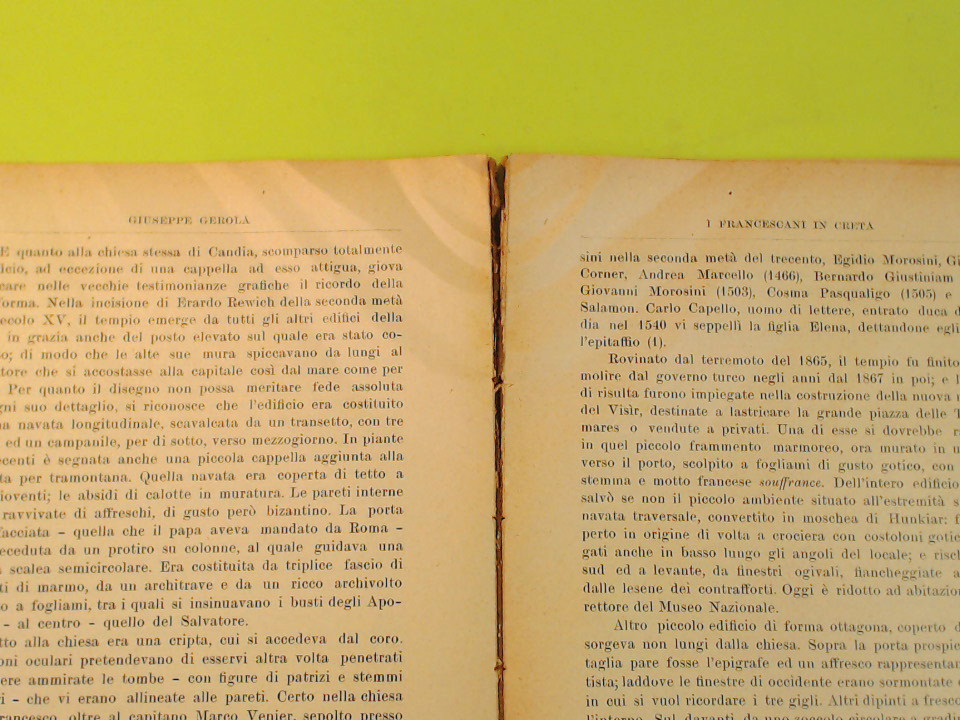 GIUSEPPE GEROLA
E quanto alla chiesa stessa di Candia, scomparso totalmente
ad eccezione di una cappella ad esso attigua, giova
nelle vecchie testimonianze grafiche il ricordo della
forma. Nella incisione di Erardo Rewich della seconda metà
XV, il tempio emerge da tutti gli altri edifici della
in grazia anche del posto elevato sul quale era stato co-
di modo che le alte sue mura spiccavano da lungi al
che si accostasse alla capitale così dal mare come per
Per quanto il disegno non possa meritare fede assoluta
suo dettaglio, si riconosce che l'edificio era costituito
navata longitudinale, scavalcata da un transetto, con tre
ed un campanile, per di sotto, verso mezzogiorno. In piante
è segnata anche una piccola cappella aggiunta alla
per tramontana. Quella navata era coperta di tetto a
le absidi di calotte in muratura. Le pareti interne
ravvivate di affreschi, di gusto però bizantino. La porta
– quella che il papa aveva mandato da Roma –
da un protiro su colonne, al quale guidava una
scalea semicircolare. Era costituita da triplice fascio di
di marmo, da un architrave e da un ricco archivolto
a fogliami, tra i quali si insinuavano i busti degli Apo-
– al centro – quello del Salvatore.
alla chiesa era una cripta, cui si accedeva dal coro.
oculari pretendevano di esservi altra volta penetrati
ammirate le tombe – con figure di patrizi e stemmi
– che vi erano allineate alle pareti. Certo nella chiesa
oltre al capitano Marco Venier, sepolto presso
I FRANCESCANI IN CRETA
sini nella seconda metà del trecento, Egidio Morosini,
Corner, Andrea Marcello (1466), Bernardo Giustiniam
Giovanni Morosini (1503), Cosma Pasqualigo (1505) e
Salamon. Carlo Capello, uomo di lettere, entrato duca
dia nel 1540 vi seppellì la figlia Elena, dettandone
l'epitaffio (1).
Rovinato dal terremoto del 1865, il tempio fu finito
molire dal governo turco negli anni dal 1867 in poi; e
di risulta furono impiegate nella costruzione della nuova
del Visir, destinate a lastricare la grande piazza delle
mares o vendute a privati. Una di esse si dovrebbe
in quel piccolo frammento marmoreo, ora murato in
verso il porto, scolpito a fogliami di gusto gotico, con
stemma e motto francese souffrance. Dell'intero edificio
salvò se non il piccolo ambiente situato all'estremità
navata traversale, convertito in moschea di Hunkiar:
perto in origine di volta a crociera con costoloni
gati anche in basso lungo gli angoli del locale; e
sud ed a levante, da finestri ogivali, fiancheggiate
dalle lesene dei contrafforti. Oggi è ridotto ad
rettore del Museo Nazionale.
Altro piccolo edificio di forma ottagona, coperto
sorgeva non lungi dalla chiesa. Sopra la porta
taglia pare fosse l'epigrafe ed un affresco
tista; laddove le finestre di occidente erano sormontate
in cui si vuol ricordare i tre gigli. Altri dipinti a fresco
l'interno. Sul davanti da uno zoccolo circolare a